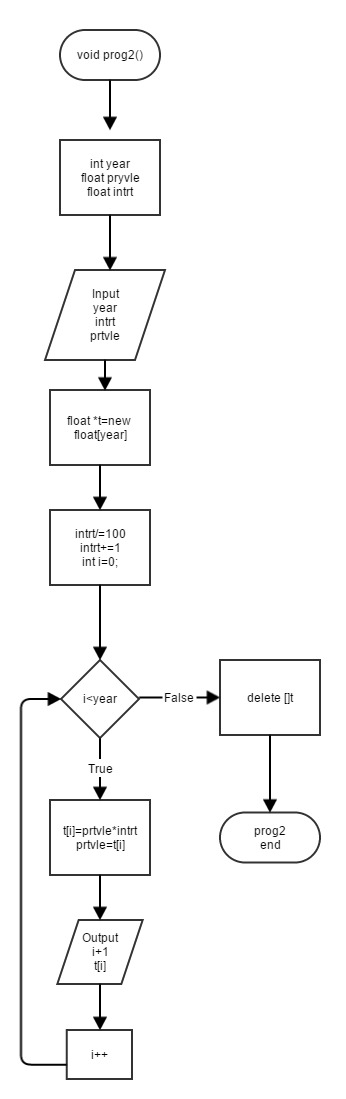 void prog2()
int year
float pryvle
float intrt
Input
year
intrt
prtvle
float *t=new
float[year]
intrt/=100
intrt+=1
int i=0;
i<year
False
delete []t
True
prog2
end
t[i]=prtvle*intrt
prtvle=t[i]
Output
i+1
t[i]
i++